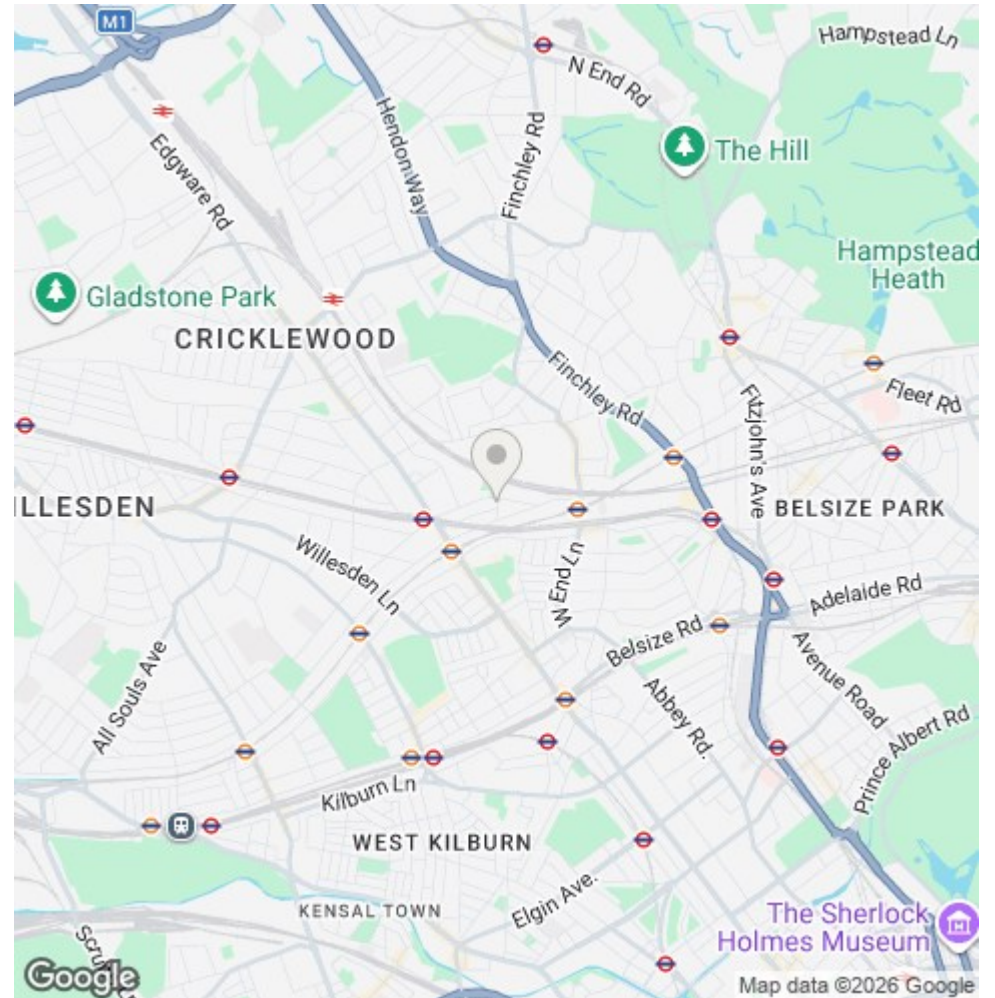 M1
Hampstead Ln
N End Rd
The Hill
Edgware Rd
Hendon Way
Finchley Rd
Hampstead
Heath
Gladstone Park
CRICKLEWOOD
Finchley Rd
Fitzjohn's Ave
Fleet Rd
ILLESDEN
BELSIZE PARK
Willesden Ln
W End Ln
Adelaide Rd
Belsize Rd
Avenue Road
All Souls Ave
Abbey Rd.
Prince Albert Rd
Kilburn Ln
WEST KILBURN
Elgin Ave.
KENSAL TOWN
The Sherlock
Holmes Museum
Google
Map data ©2026 Google